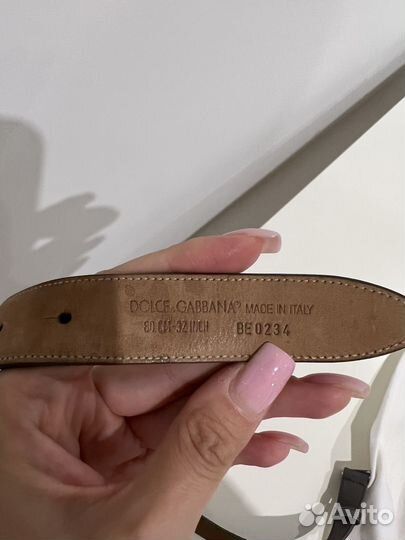 DOLCE & GABBANA® MADE IN ITALY
80 CM-32 INCH BE0234
Avito